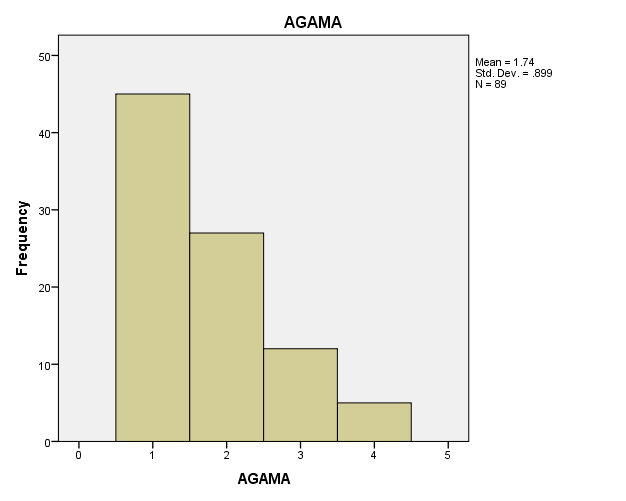 AGAMA
Mean = 1.74
Std. Dev. = .899
N = 89
50
40
30
20
10
0
Frequency
0 1 2 3 4 5
AGAMA